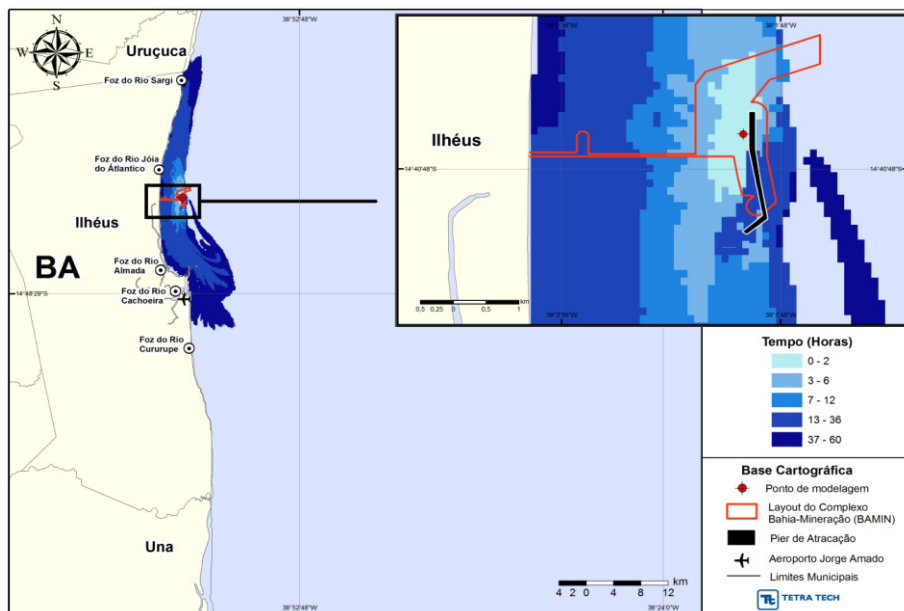 38°52'48"W
N
W
E
S
Uruçuca
Foz do Rio Sargi
Foz do Rio Jóia
do Átlantico
Ilhéus
BA
Foz do Rio
Almada
Foz do Rio
Cachoeira
14°48'29"S
Foz do Rio
Cururupe
Una
4 2 0 4 8 12
km
38°52'48"W
38°24'0"W
Ilhéus
14°40'48"S
14°40'48"S
0,5 0,25 0 0,5 1
km
Tempo (Horas)
0 - 2
3 - 6
7 - 12
13 - 36
37 - 60
Base Cartográfica
Ponto de modelagem
Layout do Complexo
Bahia-Mineração (BAMIN)
Pier de Atracação
Aeroporto Jorge Amado
Limites Municipais
TETRA TECH